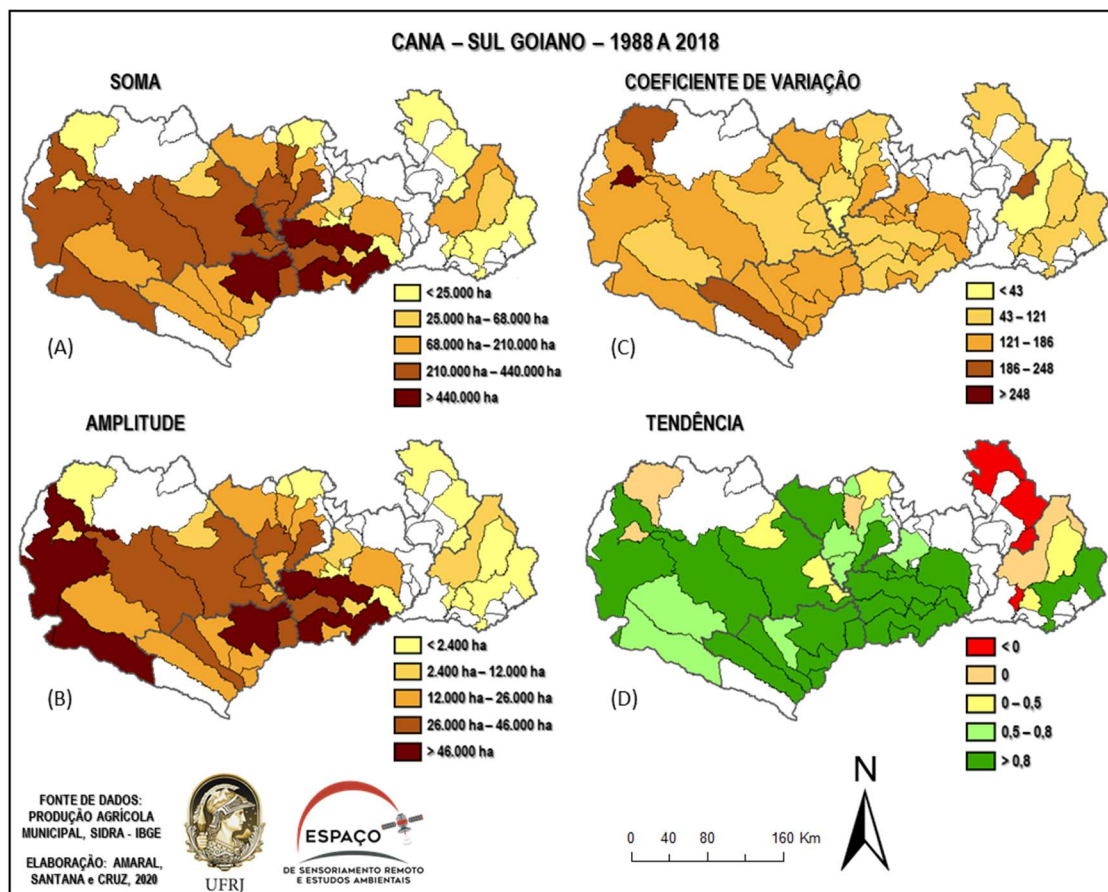 CANA – SUL GOIANO – 1988 A 2018
SOMA
(A)
< 25.000 ha
25.000 ha – 68.000 ha
68.000 ha – 210.000 ha
210.000 ha – 440.000 ha
> 440.000 ha
COEFICIENTE DE VARIAÇÃO
(C)
< 43
43 – 121
121 – 186
186 – 248
> 248
AMPLITUDE
(B)
< 2.400 ha
2.400 ha – 12.000 ha
12.000 ha – 26.000 ha
26.000 ha – 46.000 ha
> 46.000 ha
TENDÊNCIA
(D)
< 0
0
0 – 0,5
0,5 – 0,8
> 0,8
FONTE DE DADOS:
PRODUÇÃO AGRÍCOLA
MUNICIPAL, SIDRA - IBGE
ELABORAÇÃO: AMARAL,
SANTANA e CRUZ, 2020
UFRJ
ESPAÇO
DE SENSORIAMENTO REMOTO
E ESTUDOS AMBIENTAIS
0 40 80 160 Km
N